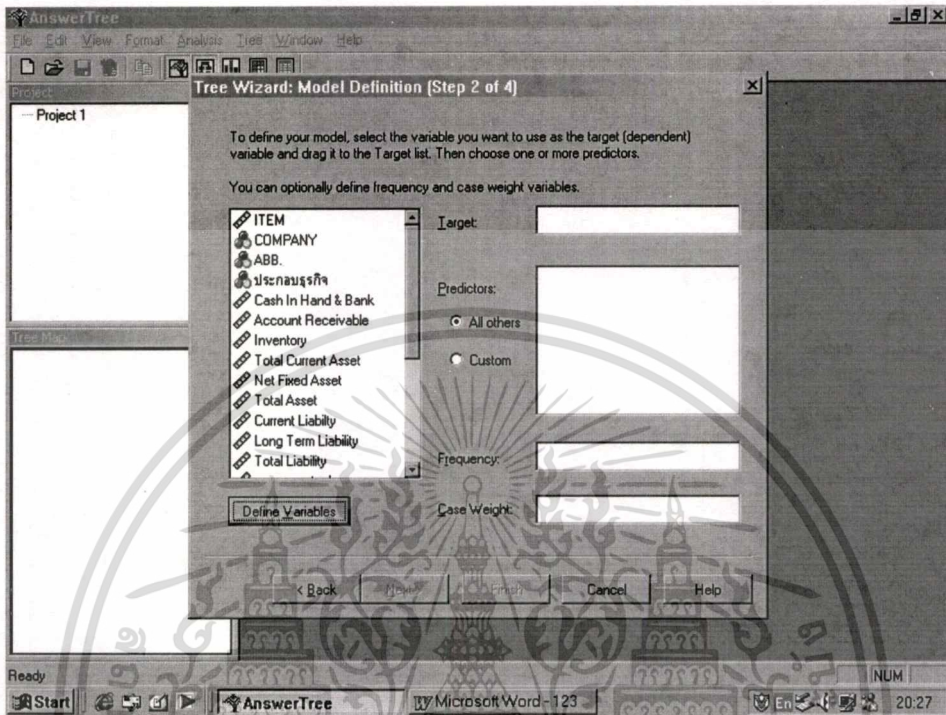 AnswerTree
File Edit View Format Analysis Tree Window Help
Project
Project 1
Tree Map
Tree Wizard: Model Definition (Step 2 of 4)
To define your model, select the variable you want to use as the target (dependent)
variable and drag it to the Target list. Then choose one or more predictors.
You can optionally define frequency and case weight variables.
ITEM
COMPANY
ABB.
ประกอบธุรกิจ
Cash In Hand & Bank
Account Receivable
Inventory
Total Current Asset
Net Fixed Asset
Total Asset
Current Liabilty
Long Term Liability
Total Liability
Define Variables
Target:
Predictors:
All others
Custom
Frequency:
Case Weight:
< Back Next > Finish Cancel Help
Ready NUM
Start AnswerTree Microsoft Word - 123 En 20:27